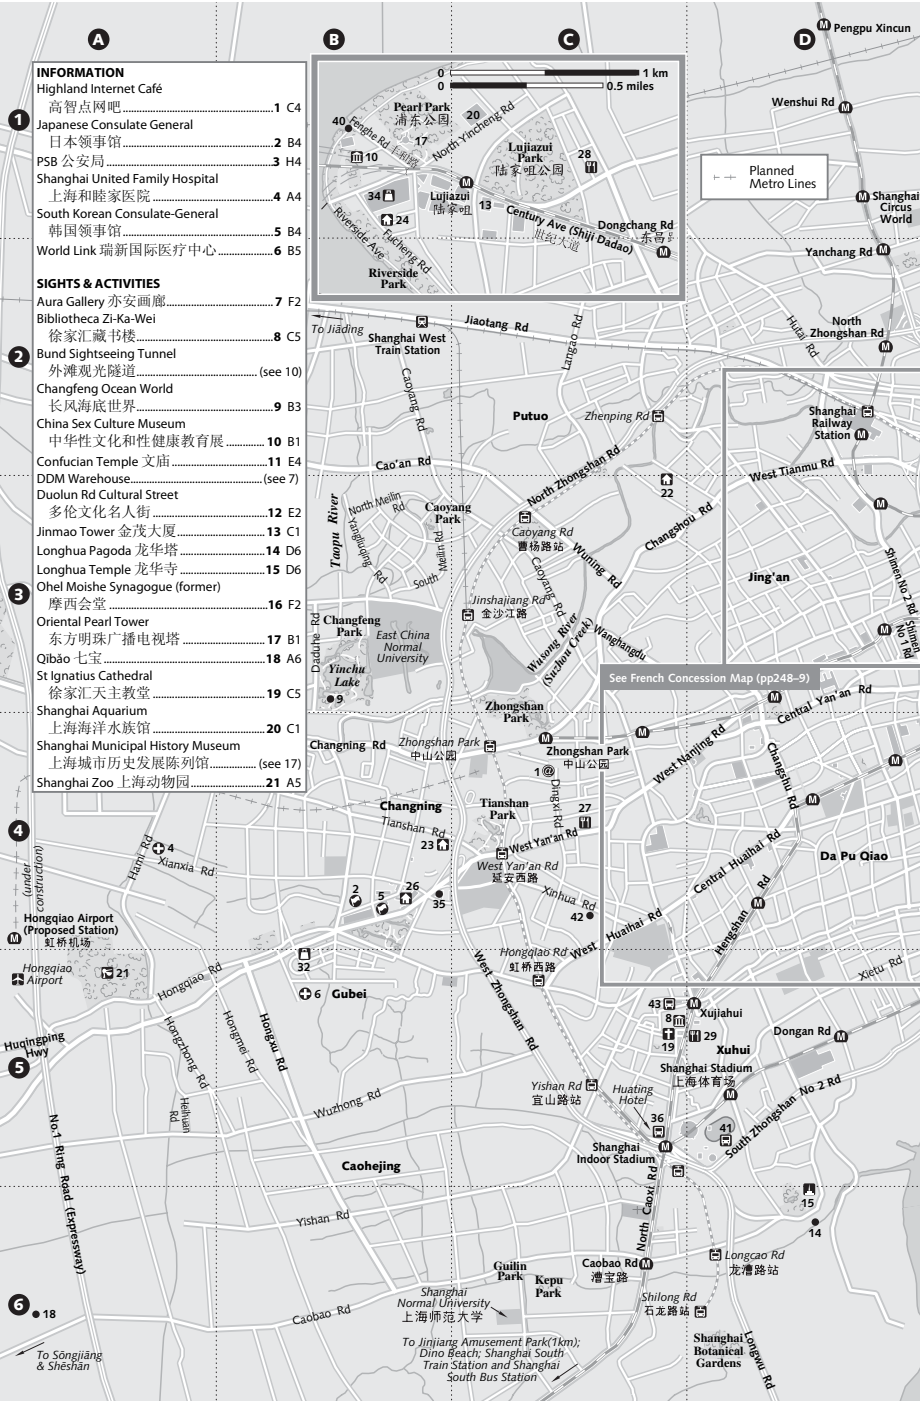 A
B
C
D
1
2
3
4
5
6
INFORMATION
Highland Internet Café
高智点网吧 1 C4
Japanese Consulate General
日本领事馆 2 B4
PSB 公安局 3 H4
Shanghai United Family Hospital
上海和睦家医院 4 A4
South Korean Consulate-General
韩国领事馆 5 B4
World Link 瑞新国际医疗中心 6 B5
SIGHTS & ACTIVITIES
Aura Gallery 亦安画廊 7 F2
Bibliotheca Zi-Ka-Wei
徐家汇藏书楼 8 C5
Bund Sightseeing Tunnel
外滩观光隧道 (see 10)
Changfeng Ocean World
长风海底世界 9 B3
China Sex Culture Museum
中华性文化和性健康教育展 10 B1
Confucian Temple 文庙 11 E4
DDM Warehouse (see 7)
Duolun Rd Cultural Street
多伦文化名人街 12 E2
Jinmao Tower 金茂大厦 13 C1
Longhua Pagoda 龙华塔 14 D6
Longhua Temple 龙华寺 15 D6
Ohel Moishe Synagogue (former)
摩西会堂 16 F2
Oriental Pearl Tower
东方明珠广播电视塔 17 B1
Qībǎo 七宝 18 A6
St Ignatius Cathedral
徐家汇天主教堂 19 C5
Shanghai Aquarium
上海海洋水族馆 20 C1
Shanghai Municipal History Museum
上海城市历史发展陈列馆 (see 17)
Shanghai Zoo 上海动物园 21 A5
0 1 km
0 0.5 miles
Pearl Park
浦东公园
20
40
Fenghe Rd
17
North Yincheng Rd
10
Lujiazui
Park
陆家咀公园
28
34
Lujiazui
陆家咀
13
24
Century Ave (Shiji Dadao)
世纪大道
Dongchang Rd
东昌
Riverside Ave
Fucheng Rd
Riverside
Park
Planned
Metro Lines
Pengpu Xincun
Wenshui Rd
Shanghai
Circus
World
Yanchang Rd
North
Zhongshan Rd
Hutai Rd
To Jiāding
Shanghai West
Train Station
Jiaotang Rd
Langao Rd
Caoyang Rd
Putuo
Zhenping Rd
Shanghai
Railway
Station
Cao'an Rd
North Zhongshan Rd
22
West Tianmu Rd
Taopu River
North Meilin
Rd
Yangliuqing Rd
Caoyang
Park
Meilin Rd
South
Caoyang Rd
曹杨路站
Changshou Rd
Wuning Rd
Caoyang Rd
Jing'an
Shimen No 2 Rd
Shimen
No 1 Rd
Jinshajiang Rd
金沙江路
Daduhe Rd
Changfeng
Park
East China
Normal
University
Wusong River
(Suzhou Creek)
Wanghangdu
Yinchu
Lake
9
See French Concession Map (pp248–9)
Zhongshan
Park
Central Yan'an Rd
Changning Rd
Zhongshan Park
中山公园
Zhongshan Park
中山公园
West Nanjing Rd
Changshu Rd
1
Dingxi Rd
Changning
Tianshan
Park
27
Tianshan Rd
23
West Yan'an Rd
West Yan'an Rd
延安西路
Central Huaihai Rd
Da Pu Qiao
Hami Rd
4
Xianxia Rd
(under
construction)
2
5
26
35
Xinhua Rd
42
West Huaihai Rd
Hengshan Rd
Hongqiao Airport
(Proposed Station)
虹桥机场
Hongqiao
Airport
21
Hongqiao Rd
32
Hongqiao Rd
虹桥西路
Xietu Rd
6
Gubei
West Zhongshan Rd
43
8
Xujiahui
19
29
Dongan Rd
Xuhui
Huqingping
Hwy
Hongzhong Rd
Hongmei Rd
Hongxu Rd
Shanghai Stadium
上海体育场
Yishan Rd
宜山路站
Huating
Hotel
Wuzhong Rd
Heihuan
Rd
36
41
South Zhongshan No 2 Rd
No.1 Ring Road (Expressway)
Shanghai
Indoor Stadium
Caohejing
North Caoxi Rd
15
14
Yishan Rd
Longcao Rd
龙漕路站
Guilin
Park
Kepu
Park
Caobao Rd
漕宝路
Shanghai
Normal University
上海师范大学
Shilong Rd
石龙路站
18
Caobao Rd
To Sōngjiāng
& Shēshān
To Jinjiang Amusement Park(1km);
Dino Beach; Shanghai South
Train Station and Shanghai
South Bus Station
Shanghai
Botanical
Gardens
Longwu Rd